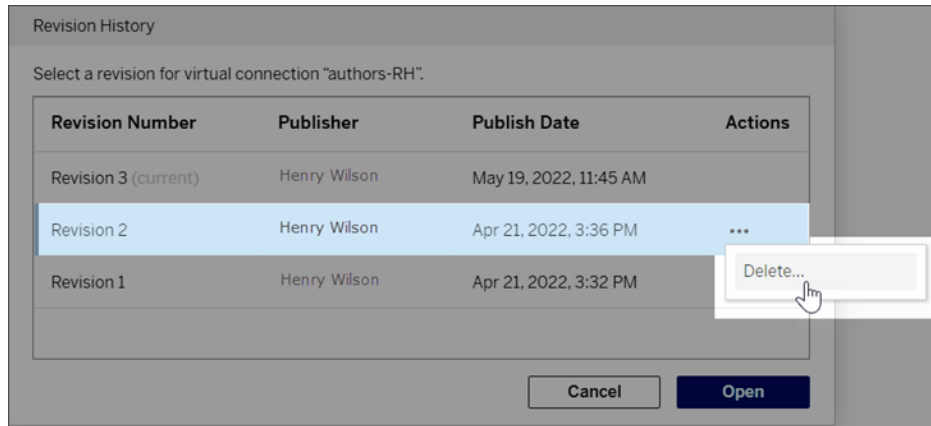 Revision History
Select a revision for virtual connection “authors-RH”.
Revision Number Publisher Publish Date Actions
Revision 3 (current) Henry Wilson May 19, 2022, 11:45 AM
Revision 2 Henry Wilson Apr 21, 2022, 3:36 PM ...
Delete...
Revision 1 Henry Wilson Apr 21, 2022, 3:32 PM
Cancel Open